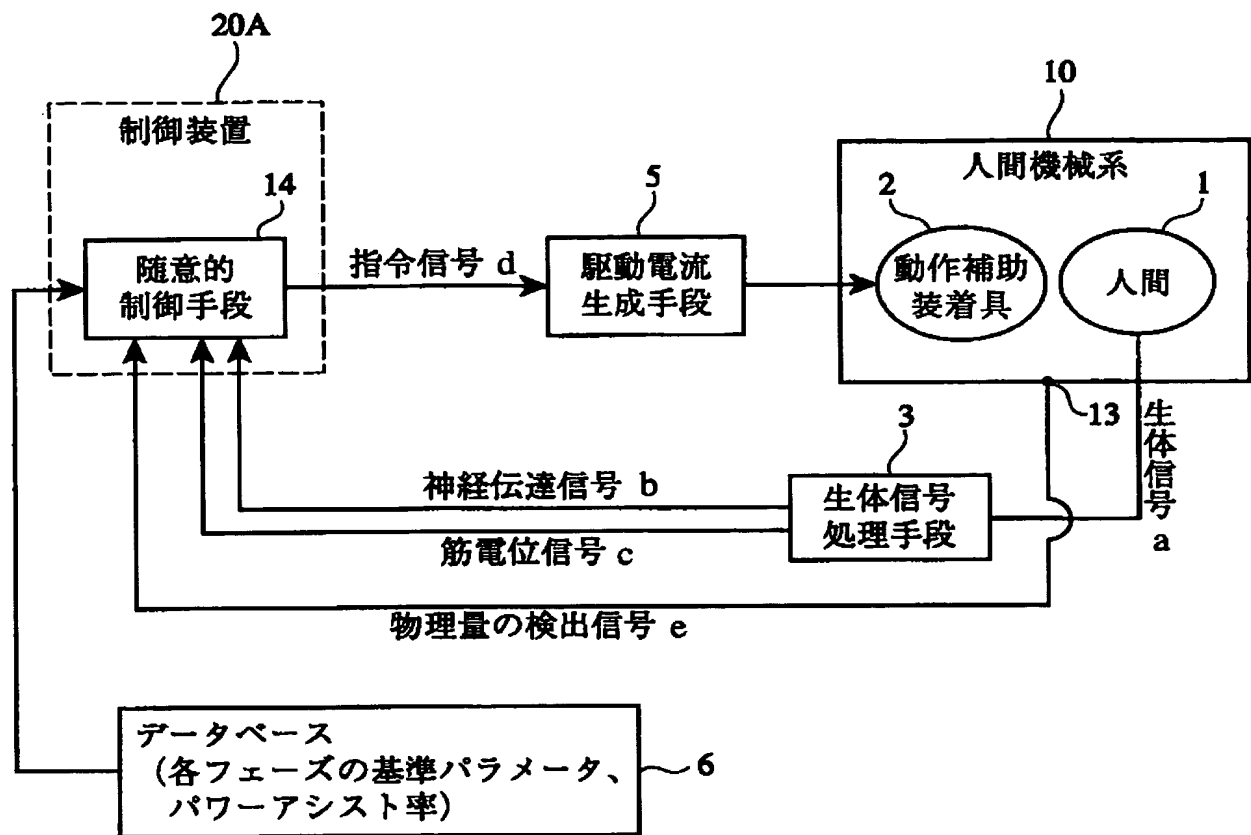 20A
制御装置
14
随意的
制御手段
指令信号 d
5
駆動電流
生成手段
10
人間機械系
2
1
動作補助
装着具
人間
13
生体信号 a
3
生体信号
処理手段
神経伝達信号 b
筋電位信号 c
物理量の検出信号 e
データベース
(各フェーズの基準パラメータ、
パワーアシスト率)
6